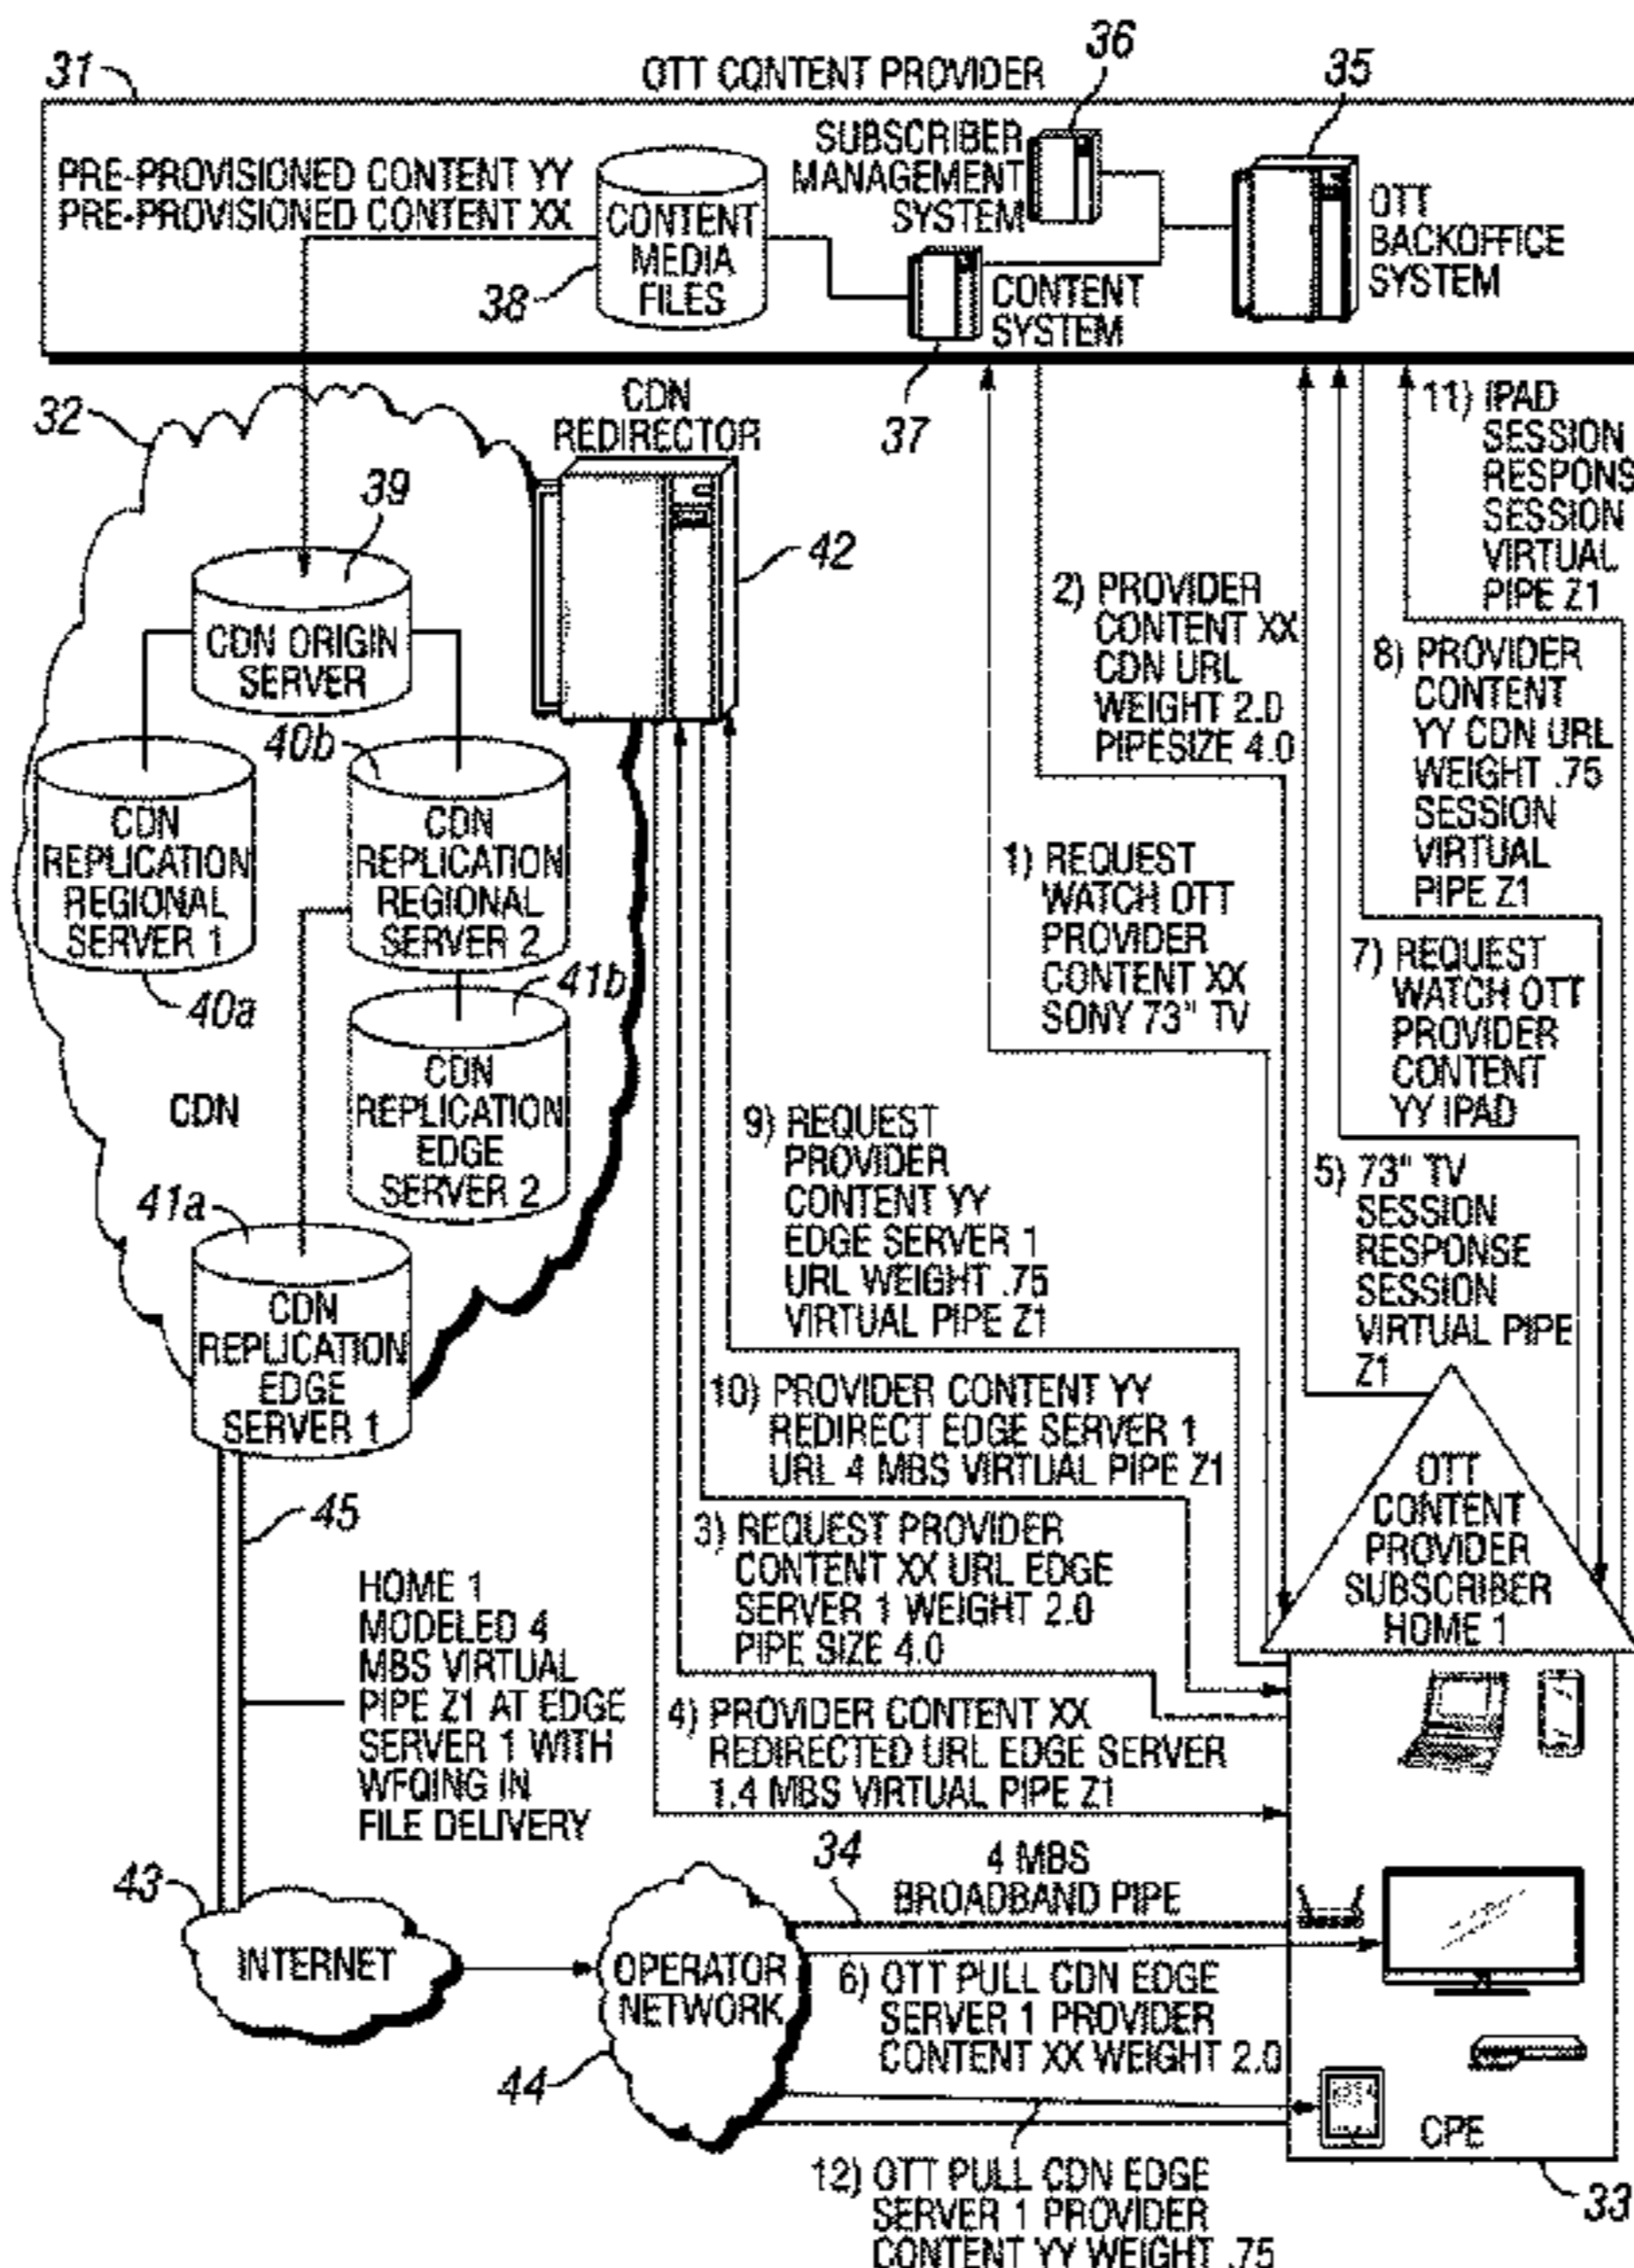 31
OTT CONTENT PROVIDER
36
35
PRE-PROVISIONED CONTENT YY
PRE-PROVISIONED CONTENT XX
CONTENT
MEDIA
FILES
38
SUBSCRIBER
MANAGEMENT
SYSTEM
CONTENT
SYSTEM
37
OTT
BACKOFFICE
SYSTEM
32
CDN
REDIRECTOR
42
39
CDN ORIGIN
SERVER
40b
CDN
REPLICATION
REGIONAL
SERVER 1
40a
CDN
REPLICATION
REGIONAL
SERVER 2
41b
CDN
REPLICATION
EDGE
SERVER 2
CDN
41a
CDN
REPLICATION
EDGE
SERVER 1
11) IPAD
SESSION
RESPONS
SESSION
VIRTUAL
PIPE Z1
2) PROVIDER
CONTENT XX
CDN URL
WEIGHT 2.0
PIPESIZE 4.0
8) PROVIDER
CONTENT
YY CDN URL
WEIGHT .75
SESSION
VIRTUAL
PIPE Z1
1) REQUEST
WATCH OTT
PROVIDER
CONTENT XX
SONY 73" TV
7) REQUEST
WATCH OTT
PROVIDER
CONTENT
YY IPAD
9) REQUEST
PROVIDER
CONTENT YY
EDGE SERVER 1
URL WEIGHT .75
VIRTUAL PIPE Z1
5) 73" TV
SESSION
RESPONSE
SESSION
VIRTUAL PIPE
Z1
10) PROVIDER CONTENT YY
REDIRECT EDGE SERVER 1
URL 4 MBS VIRTUAL PIPE Z1
3) REQUEST PROVIDER
CONTENT XX URL EDGE
SERVER 1 WEIGHT 2.0
PIPE SIZE 4.0
4) PROVIDER CONTENT XX
REDIRECTED URL EDGE SERVER
1.4 MBS VIRTUAL PIPE Z1
OTT
CONTENT
PROVIDER
SUBSCRIBER
HOME 1
45
HOME 1
MODELED 4
MBS VIRTUAL
PIPE Z1 AT EDGE
SERVER 1 WITH
WFQING IN
FILE DELIVERY
43
INTERNET
OPERATOR
NETWORK
44
34
4 MBS
BROADBAND PIPE
6) OTT PULL CDN EDGE
SERVER 1 PROVIDER
CONTENT XX WEIGHT 2.0
CPE
33
12) OTT PULL CDN EDGE
SERVER 1 PROVIDER
CONTENT YY WEIGHT .75